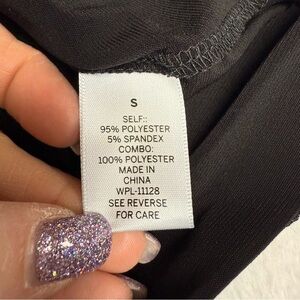 S
SELF::
95% POLYESTER
5% SPANDEX
COMBO:
100% POLYESTER
MADE IN
CHINA
WPL-11128
SEE REVERSE
FOR CARE